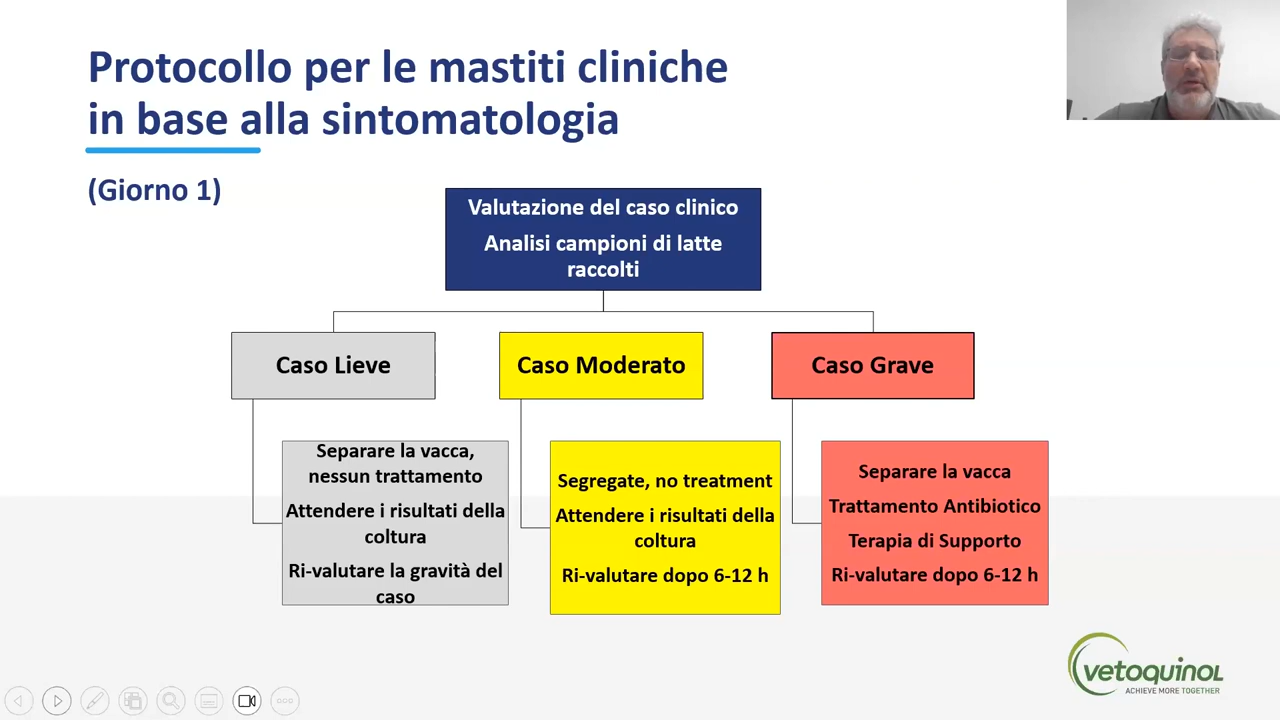 Protocollo per le mastiti cliniche
in base alla sintomatologia
(Giorno 1)
Valutazione del caso clinico
Analisi campioni di latte
raccolti
Caso Lieve
Caso Moderato
Caso Grave
Separare la vacca,
nessun trattamento
Attendere i risultati della
coltura
Ri-valutare la gravità del
caso
Segregate, no treatment
Attendere i risultati della
coltura
Ri-valutare dopo 6-12 h
Separare la vacca
Trattamento Antibiotico
Terapia di Supporto
Ri-valutare dopo 6-12 h
vetoquinol
ACHIEVE MORE TOGETHER